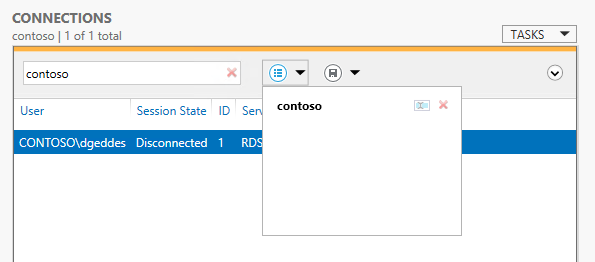 CONNECTIONS
contoso | 1 of 1 total
TASKS
contoso
contoso
User Session State ID Serv
CONTOSO\dgeddes Disconnected 1 RDS